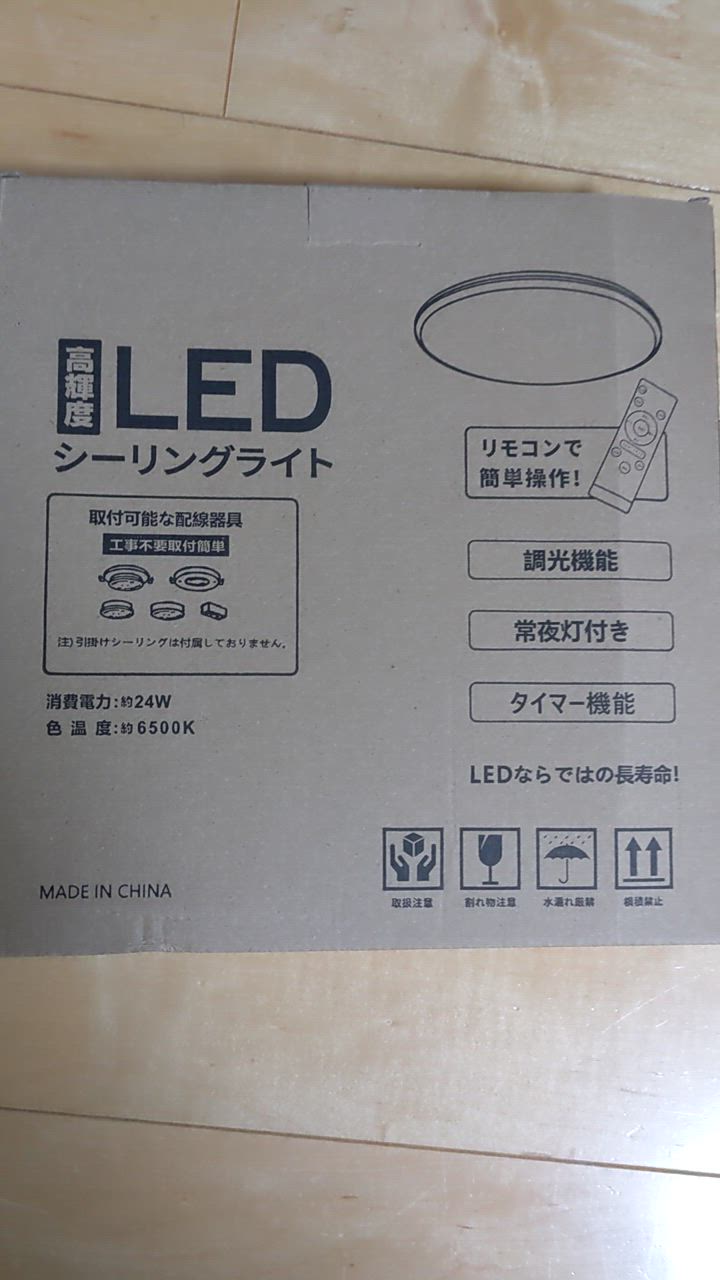 高輝度
LED
シーリングライト
取付可能な配線器具
工事不要取付簡単
注)引掛けシーリングは付属しておりません。
消費電力:約24W
色温度:約6500K
MADE IN CHINA
リモコンで
簡単操作!
調光機能
常夜灯付き
タイマー機能
LEDならではの長寿命!
取扱注意
割れ物注意
水濡れ厳禁
横積禁止